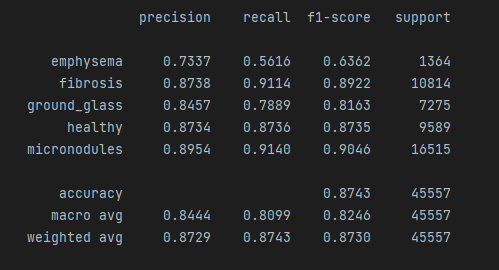 precision recall f1-score support
emphysema 0.7337 0.5616 0.6362 1364
fibrosis 0.8738 0.9114 0.8922 10814
ground_glass 0.8457 0.7889 0.8163 7275
healthy 0.8734 0.8736 0.8735 9589
micronodules 0.8954 0.9140 0.9046 16515
accuracy 0.8743 45557
macro avg 0.8444 0.8099 0.8246 45557
weighted avg 0.8729 0.8743 0.8730 45557